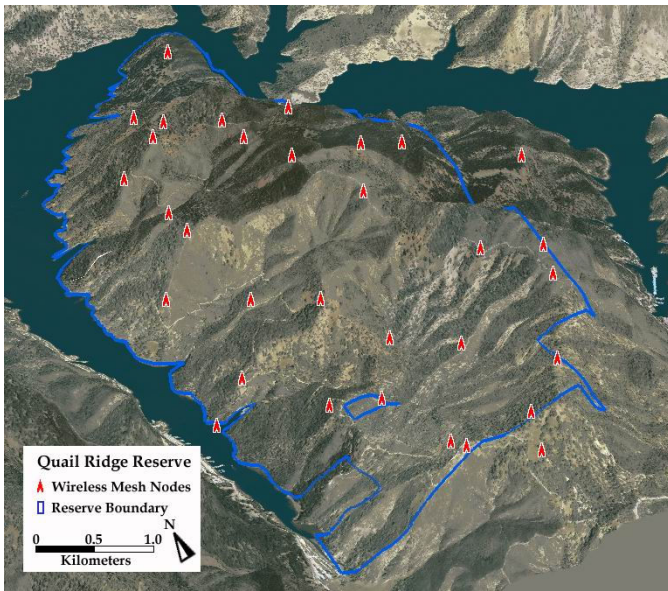 Quail Ridge Reserve
Wireless Mesh Nodes
Reserve Boundary
N
0 0.5 1.0
Kilometers